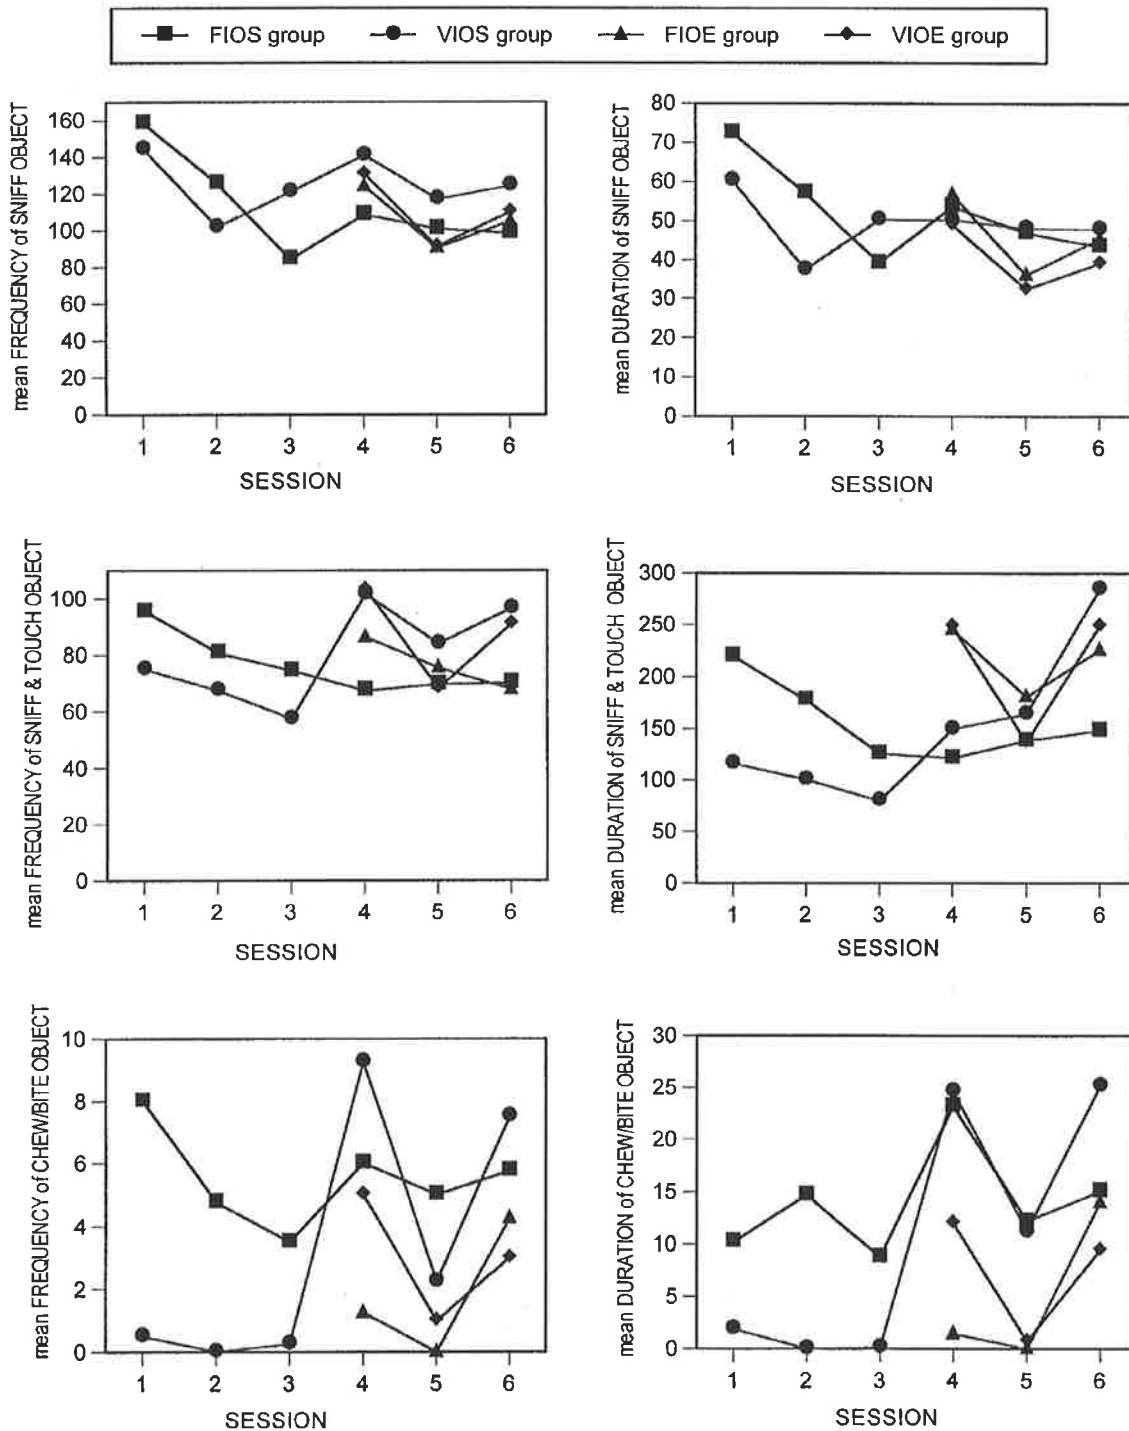 FIOS group VIOS group FIOE group VIOE group
mean FREQUENCY of SNIFF OBJECT
160
140
120
100
80
60
40
20
0
1 2 3 4 5 6
SESSION
mean DURATION of SNIFF OBJECT
80
70
60
50
40
30
20
10
0
1 2 3 4 5 6
SESSION
mean FREQUENCY of SNIFF & TOUCH OBJECT
100
80
60
40
20
0
1 2 3 4 5 6
SESSION
mean DURATION of SNIFF & TOUCH OBJECT
300
250
200
150
100
50
0
1 2 3 4 5 6
SESSION
mean FREQUENCY of CHEW/BITE OBJECT
10
8
6
4
2
0
1 2 3 4 5 6
SESSION
mean DURATION of CHEW/BITE OBJECT
30
25
20
15
10
5
0
1 2 3 4 5 6
SESSION